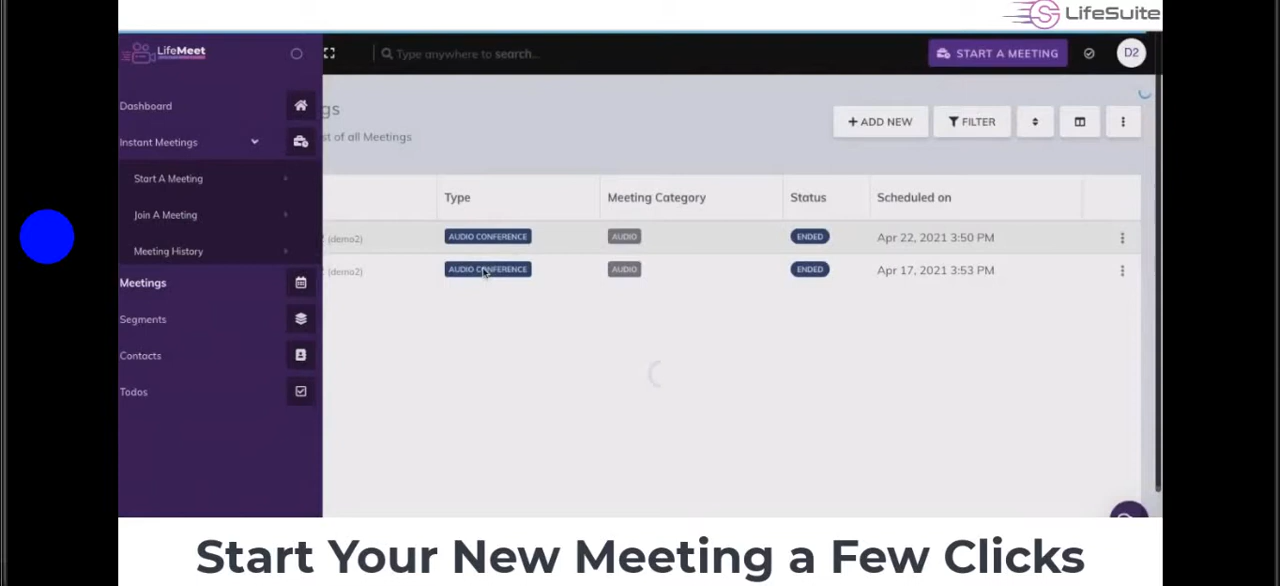 LifeSuite
LifeMeet
Type anywhere to search...
START A MEETING
D2
Dashboard
Instant Meetings
Start A Meeting
Join A Meeting
Meeting History
Meetings
Segments
Contacts
Todos
gs
st of all Meetings
+ ADD NEW
FILTER
Type Meeting Category Status Scheduled on
(demo2) AUDIO CONFERENCE AUDIO ENDED Apr 22, 2021 3:50 PM
(demo2) AUDIO CONFERENCE AUDIO ENDED Apr 17, 2021 3:53 PM
Start Your New Meeting a Few Clicks